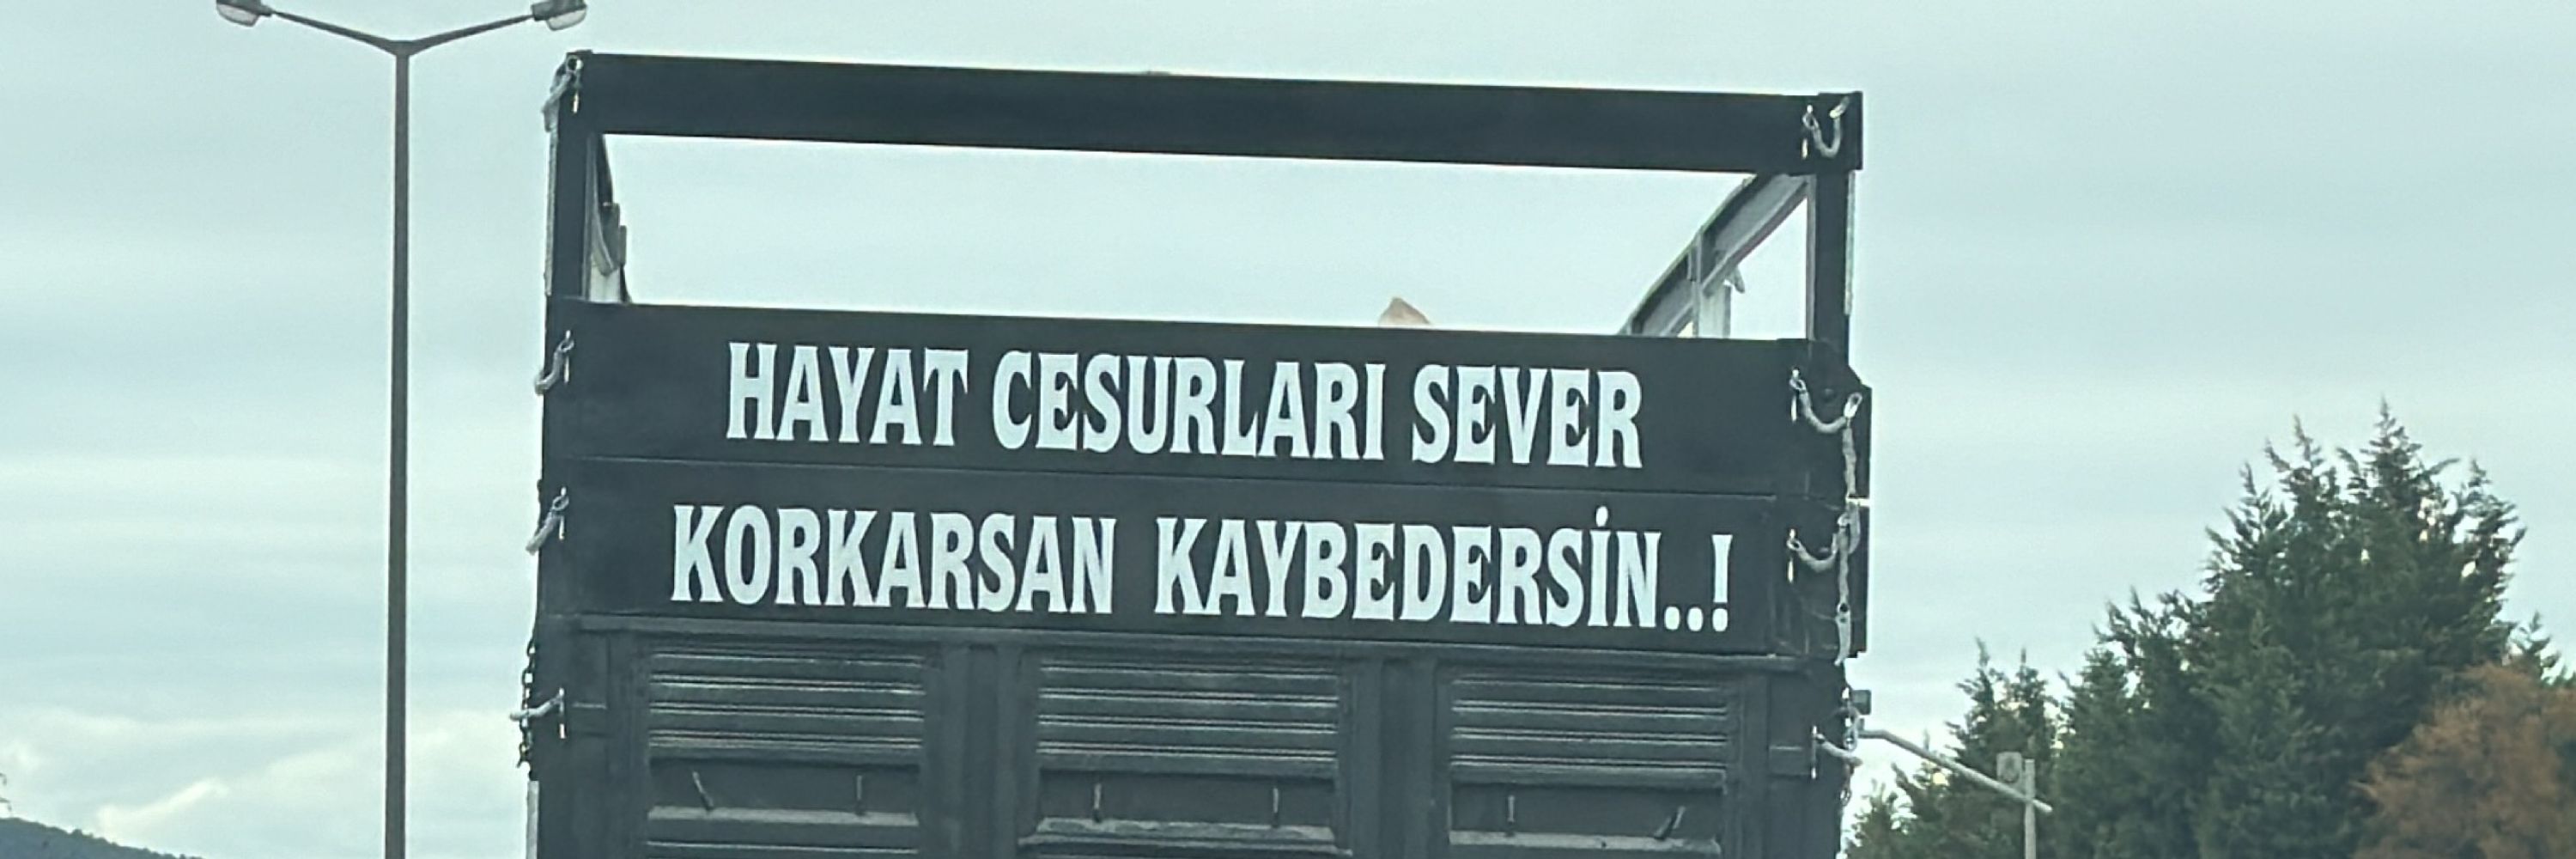 HAYAT CESURLARI SEVER
KORKARSAN KAYBEDERSİN..!